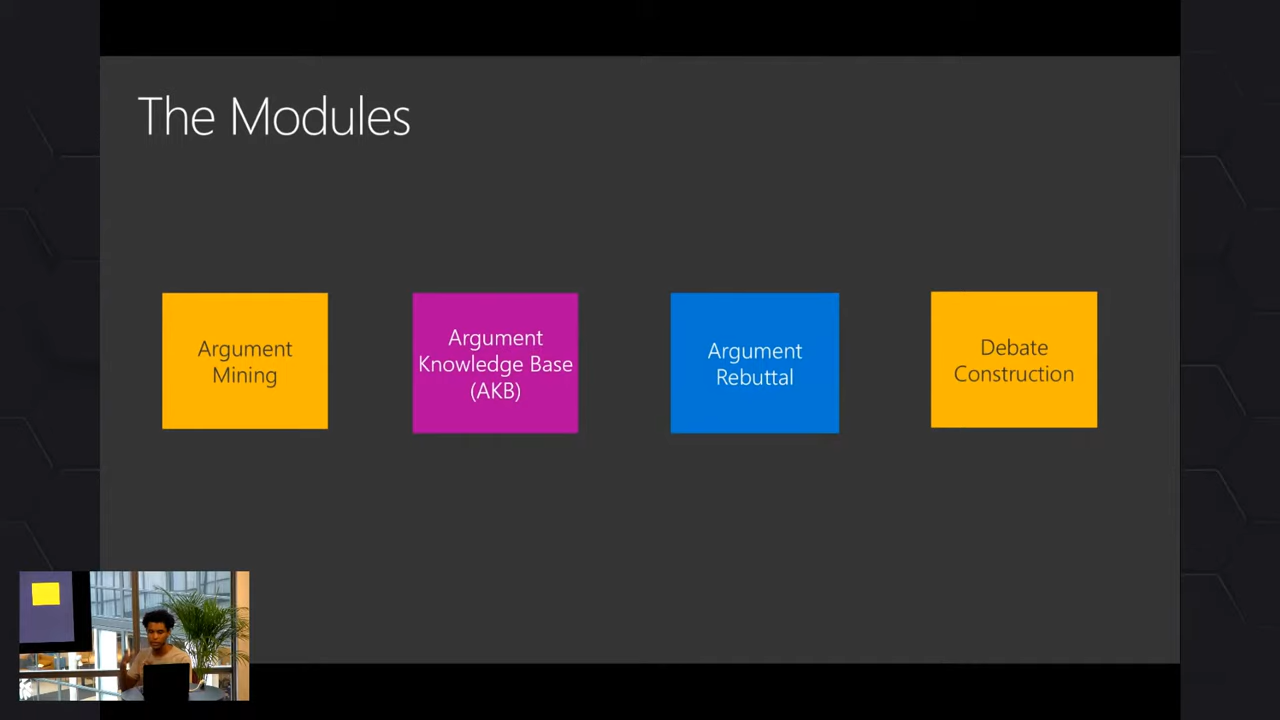 The Modules
Argument
Mining
Argument
Knowledge Base
(AKB)
Argument
Rebuttal
Debate
Construction